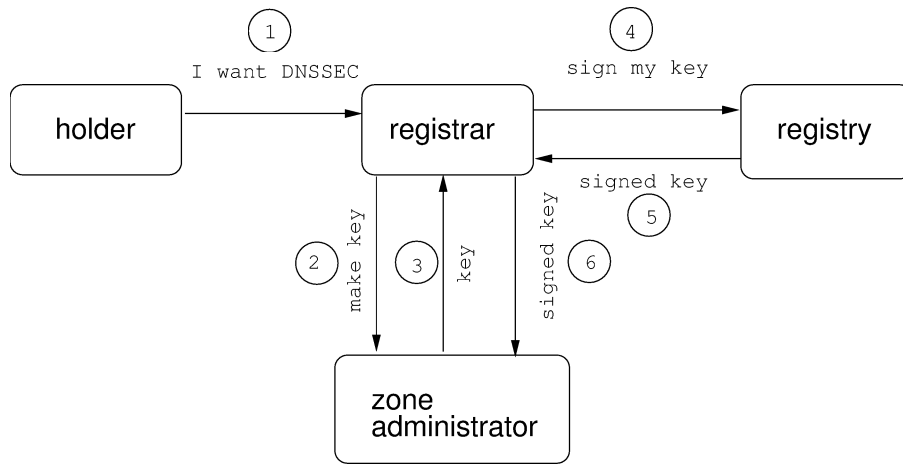 1
I want DNSSEC
4
sign my key
holder
registrar
registry
signed key
5
2
make key
3
key
signed key
6
zone
administrator